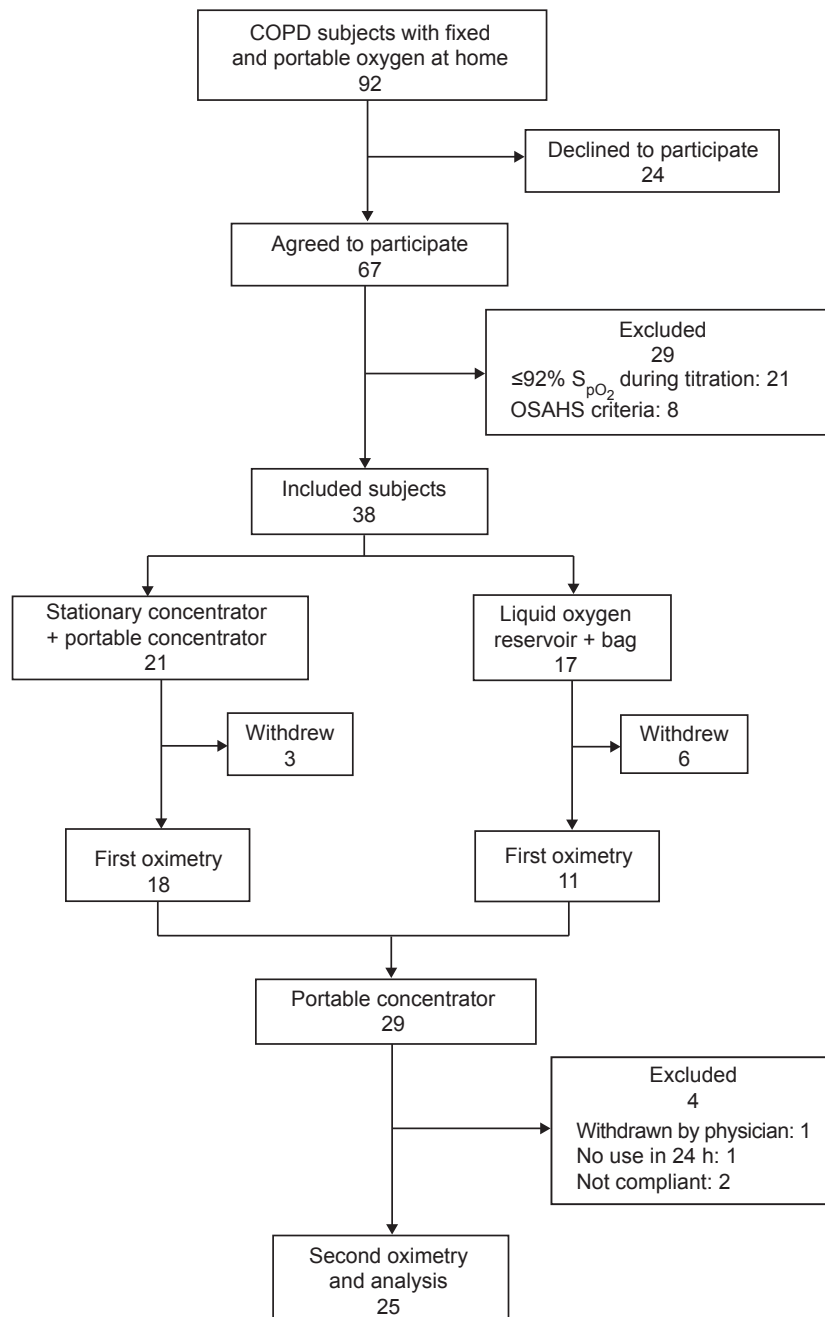 COPD subjects with fixed
and portable oxygen at home
92
Declined to participate
24
Agreed to participate
67
Excluded
29
≤92% SpO2 during titration: 21
OSAHS criteria: 8
Included subjects
38
Stationary concentrator
+ portable concentrator
21
Liquid oxygen
reservoir + bag
17
Withdrew
3
Withdrew
6
First oximetry
18
First oximetry
11
Portable concentrator
29
Excluded
4
Withdrawn by physician: 1
No use in 24 h: 1
Not compliant: 2
Second oximetry
and analysis
25